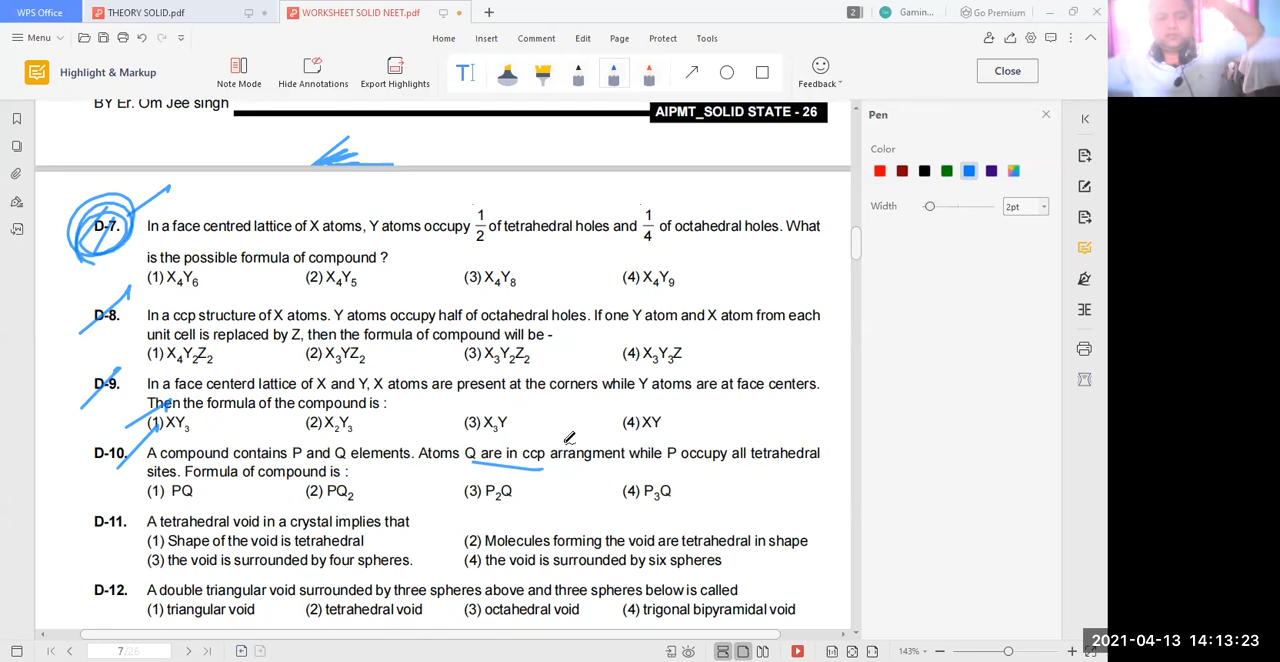 WPS Office
THEORY SOLID.pdf
WORKSHEET SOLID NEET.pdf
2
Gamin...
Go Premium
Menu
Home Insert Comment Edit Page Protect Tools
Highlight & Markup
Note Mode
Hide Annotations
Export Highlights
Feedback
Close
BY Er. Om Jee singh
AIPMT_SOLID STATE - 26
Pen
Color
Width
2pt
D-7. In a face centred lattice of X atoms, Y atoms occupy 1/2 of tetrahedral holes and 1/4 of octahedral holes. What
is the possible formula of compound ?
(1) X₄Y₆ (2) X₄Y₅ (3) X₄Y₈ (4) X₄Y₉
D-8. In a ccp structure of X atoms. Y atoms occupy half of octahedral holes. If one Y atom and X atom from each
unit cell is replaced by Z, then the formula of compound will be -
(1) X₄Y₂Z₂ (2) X₃YZ₂ (3) X₃Y₂Z₂ (4) X₃Y₃Z
D-9. In a face centerd lattice of X and Y, X atoms are present at the corners while Y atoms are at face centers.
Then the formula of the compound is :
(1) XY₃ (2) X₂Y₃ (3) X₃Y (4) XY
D-10. A compound contains P and Q elements. Atoms Q are in ccp arrangment while P occupy all tetrahedral
sites. Formula of compound is :
(1) PQ (2) PQ₂ (3) P₂Q (4) P₃Q
D-11. A tetrahedral void in a crystal implies that
(1) Shape of the void is tetrahedral (2) Molecules forming the void are tetrahedral in shape
(3) the void is surrounded by four spheres. (4) the void is surrounded by six spheres
D-12. A double triangular void surrounded by three spheres above and three spheres below is called
(1) triangular void (2) tetrahedral void (3) octahedral void (4) trigonal bipyramidal void
7/26
143%
2021-04-13 14:13:23